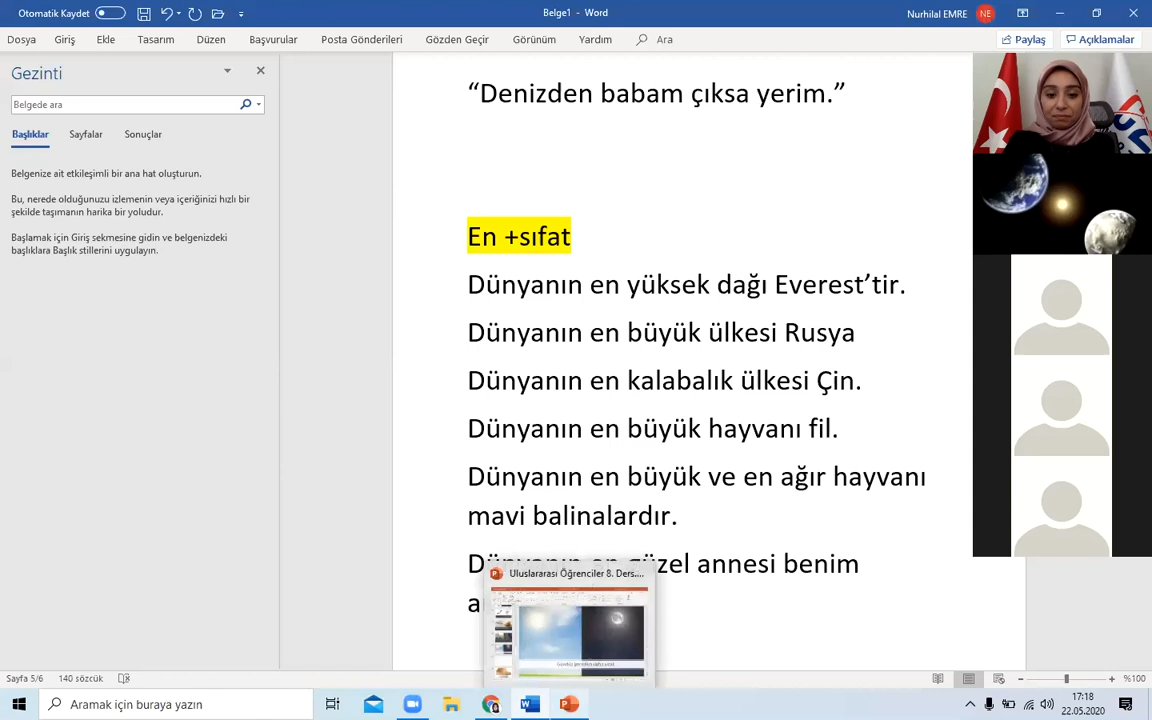 Otomatik Kaydet
Belge1 - Word
Nurhilal EMRE
NE
Dosya Giriş Ekle Tasarım Düzen Başvurular Posta Gönderileri Gözden Geçir Görünüm Yardım Ara
Paylaş Açıklamalar
Gezinti
Belgede ara
Başlıklar Sayfalar Sonuçlar
Belgenize ait etkileşimli bir ana hat oluşturun.
Bu, nerede olduğunuzu izlemenin veya içeriğinizi hızlı bir
şekilde taşımanın harika bir yoludur.
Başlamak için Giriş sekmesine gidin ve belgenizdeki
başlıklara Başlık stillerini uygulayın.
“Denizden babam çıksa yerim.”
En +sıfat
Dünyanın en yüksek dağı Everest’tir.
Dünyanın en büyük ülkesi Rusya
Dünyanın en kalabalık ülkesi Çin.
Dünyanın en büyük hayvanı fil.
Dünyanın en büyük ve en ağır hayvanı
mavi balinalardır.
Dünyanın en güzel annesi benim
Uluslararası Öğrenciler 8. Ders....
Sayfa 5/6 140 sözcük
%100
Aramak için buraya yazın
17:18
22.05.2020